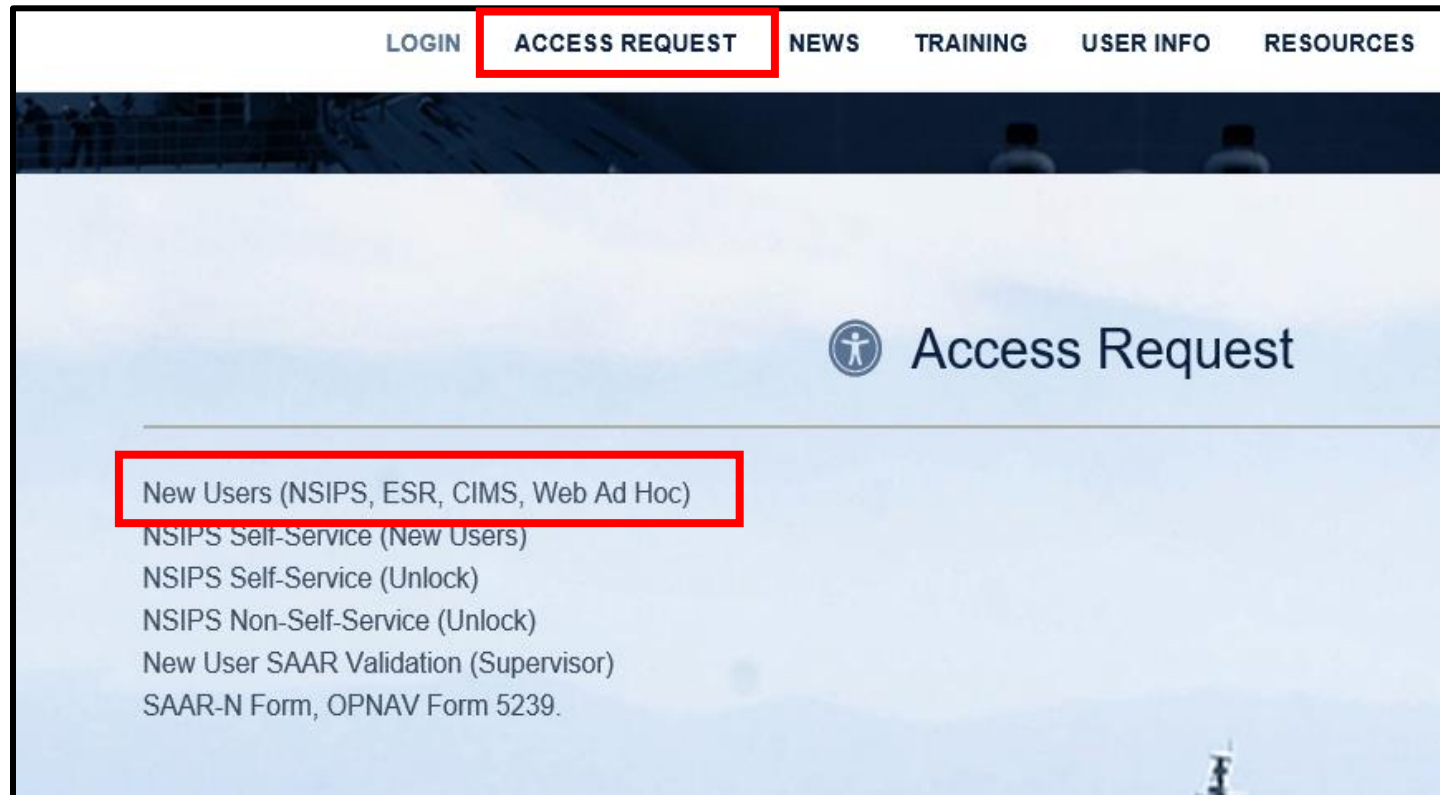 LOGIN ACCESS REQUEST NEWS TRAINING USER INFO RESOURCES
Access Request
New Users (NSIPS, ESR, CIMS, Web Ad Hoc)
NSIPS Self-Service (New Users)
NSIPS Self-Service (Unlock)
NSIPS Non-Self-Service (Unlock)
New User SAAR Validation (Supervisor)
SAAR-N Form, OPNAV Form 5239.